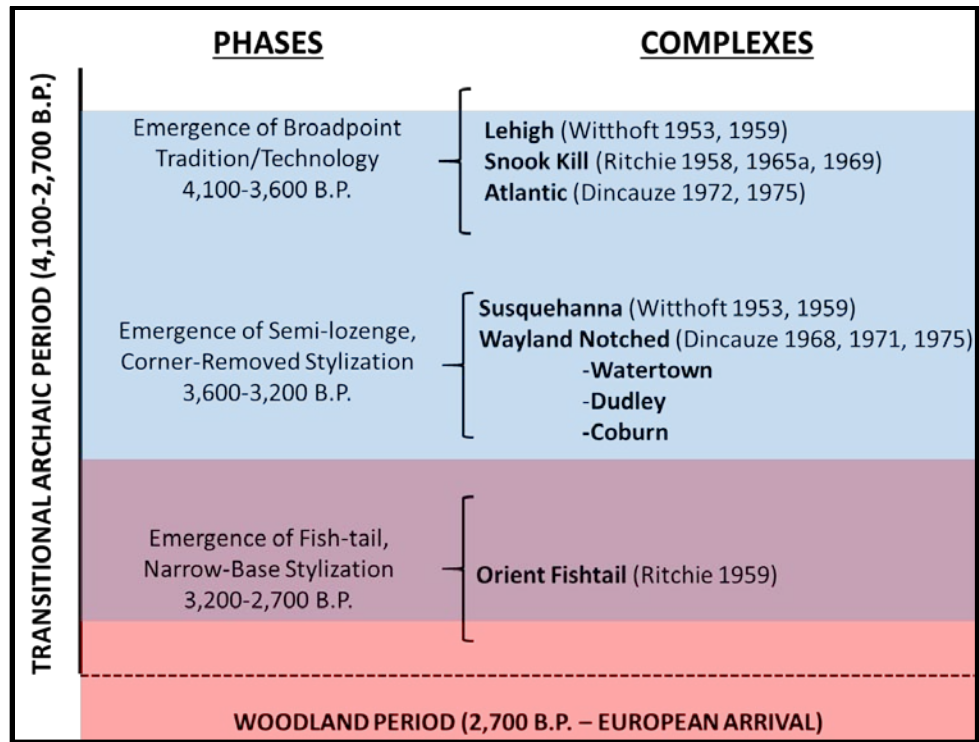 PHASES
COMPLEXES
TRANSITIONAL ARCHAIC PERIOD (4,100-2,700 B.P.)
Emergence of Broadpoint
Tradition/Technology
4,100-3,600 B.P.
Lehigh (Witthoft 1953, 1959)
Snook Kill (Ritchie 1958, 1965a, 1969)
Atlantic (Dincauze 1972, 1975)
Emergence of Semi-lozenge,
Corner-Removed Stylization
3,600-3,200 B.P.
Susquehanna (Witthoft 1953, 1959)
Wayland Notched (Dincauze 1968, 1971, 1975)
-Watertown
-Dudley
-Coburn
Emergence of Fish-tail,
Narrow-Base Stylization
3,200-2,700 B.P.
Orient Fishtail (Ritchie 1959)
WOODLAND PERIOD (2,700 B.P. – EUROPEAN ARRIVAL)